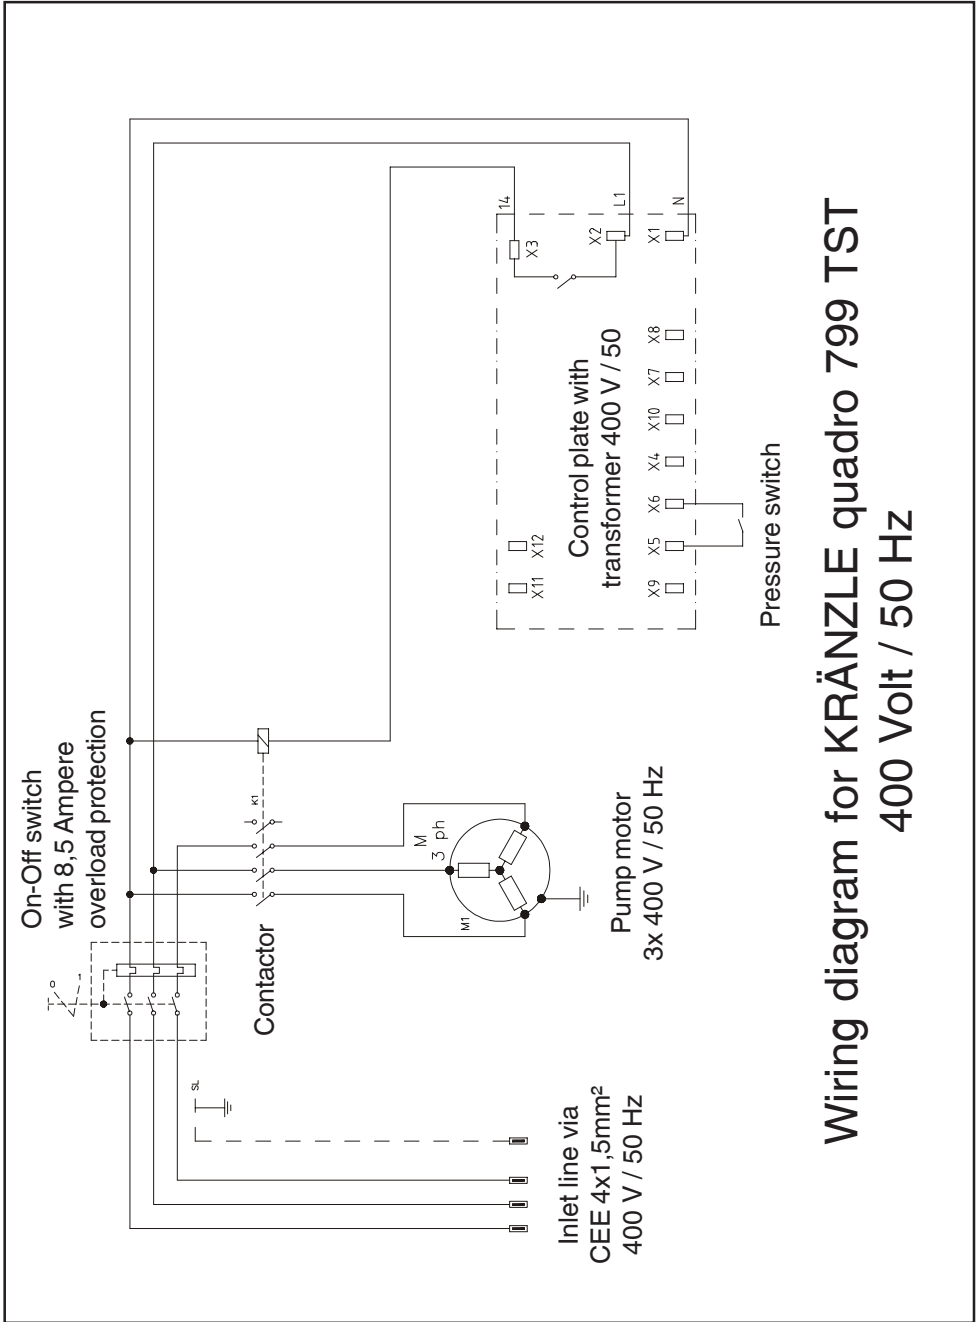 On-Off switch
with 8,5 Ampere
overload protection
0
1
SL
Contactor
K1
M
3 ph
M1
Inlet line via
CEE 4x1,5mm²
400 V / 50 Hz
Pump motor
3x 400 V / 50 Hz
14
L1
N
X3
X2
X1
X11
X12
Control plate with
transformer 400 V / 50
X9
X5
X6
X4
X10
X7
X8
Pressure switch
Wiring diagram for KRÄNZLE quadro 799 TST
400 Volt / 50 Hz